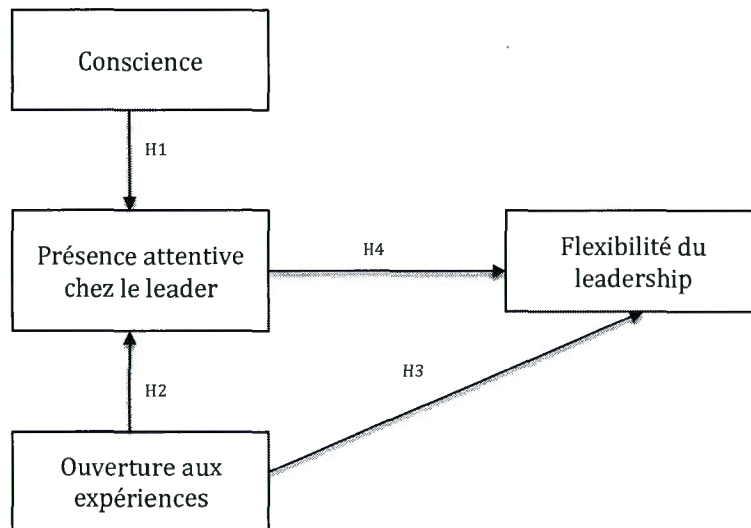 Conscience
H1
Présence attentive
chez le leader
H4
Flexibilité du
leadership
H2
H3
Ouverture aux
expériences